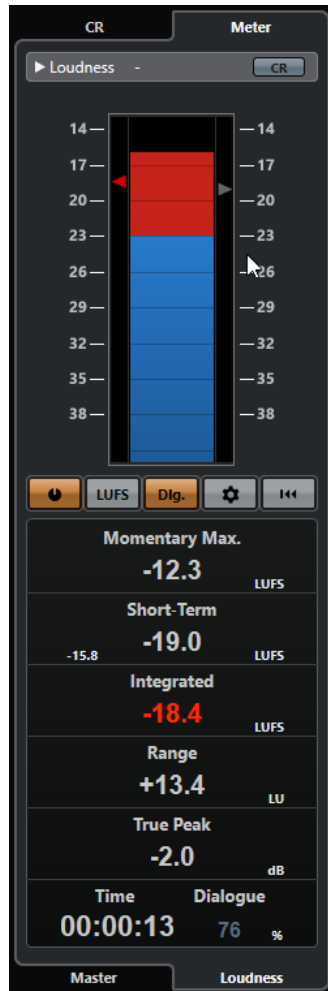 CR Meter
Loudness - CR
14 14
17 17
20 20
23 23
26 26
29 29
32 32
35 35
38 38
LUFS Dlg.
Momentary Max.
-12.3 LUFS
Short-Term
-15.8 -19.0 LUFS
Integrated
-18.4 LUFS
Range
+13.4 LU
True Peak
-2.0 dB
Time Dialogue
00:00:13 76 %
Master Loudness